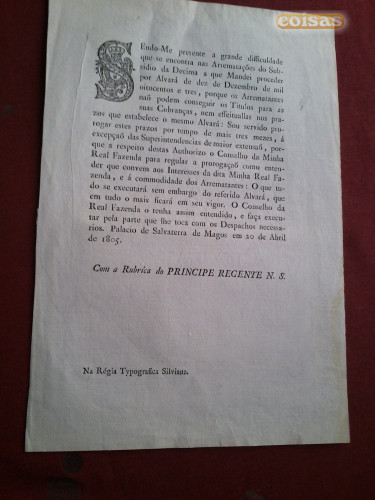 coisas
SEndo-Me presente a grande difficuldade
que se encontra nas Arrematações do Sub-
sidio da Decima a que Mandei proceder
por Alvará de dez de Dezembro de mil
oitocentos e tres, porque os Arrematantes
naõ podem conseguir os Titulos para as
suas Cobranças, nem effeitualas nos pra-
zos que estabelece o mesmo Alvará: Sou servido pro-
rogar estes prazos por tempo de mais tres mezes, á
excepçaõ das Superintendencias de maior extensaõ, por-
que a respeito destas Authorizo o Conselho da Minha
Real Fazenda para regular a prorogaçaõ como enten-
der que convem aos Interesses da dita Minha Real Fa-
zenda, e á commodidade dos Arrematantes: O que tu-
do se executará sem embargo do referido Alvará, que
em tudo o mais ficará em seu vigor. O Conselho da
Real Fazenda o tenha assim entendido, e faça execu-
tar pela parte que lhe toca com os Despachos necessa-
rios. Palacio de Salvaterra de Magos em 20 de Abril
de 1805.
Com a Rubrica do PRINCIPE REGENTE N. S.
Na Régia Typografica Silviana.